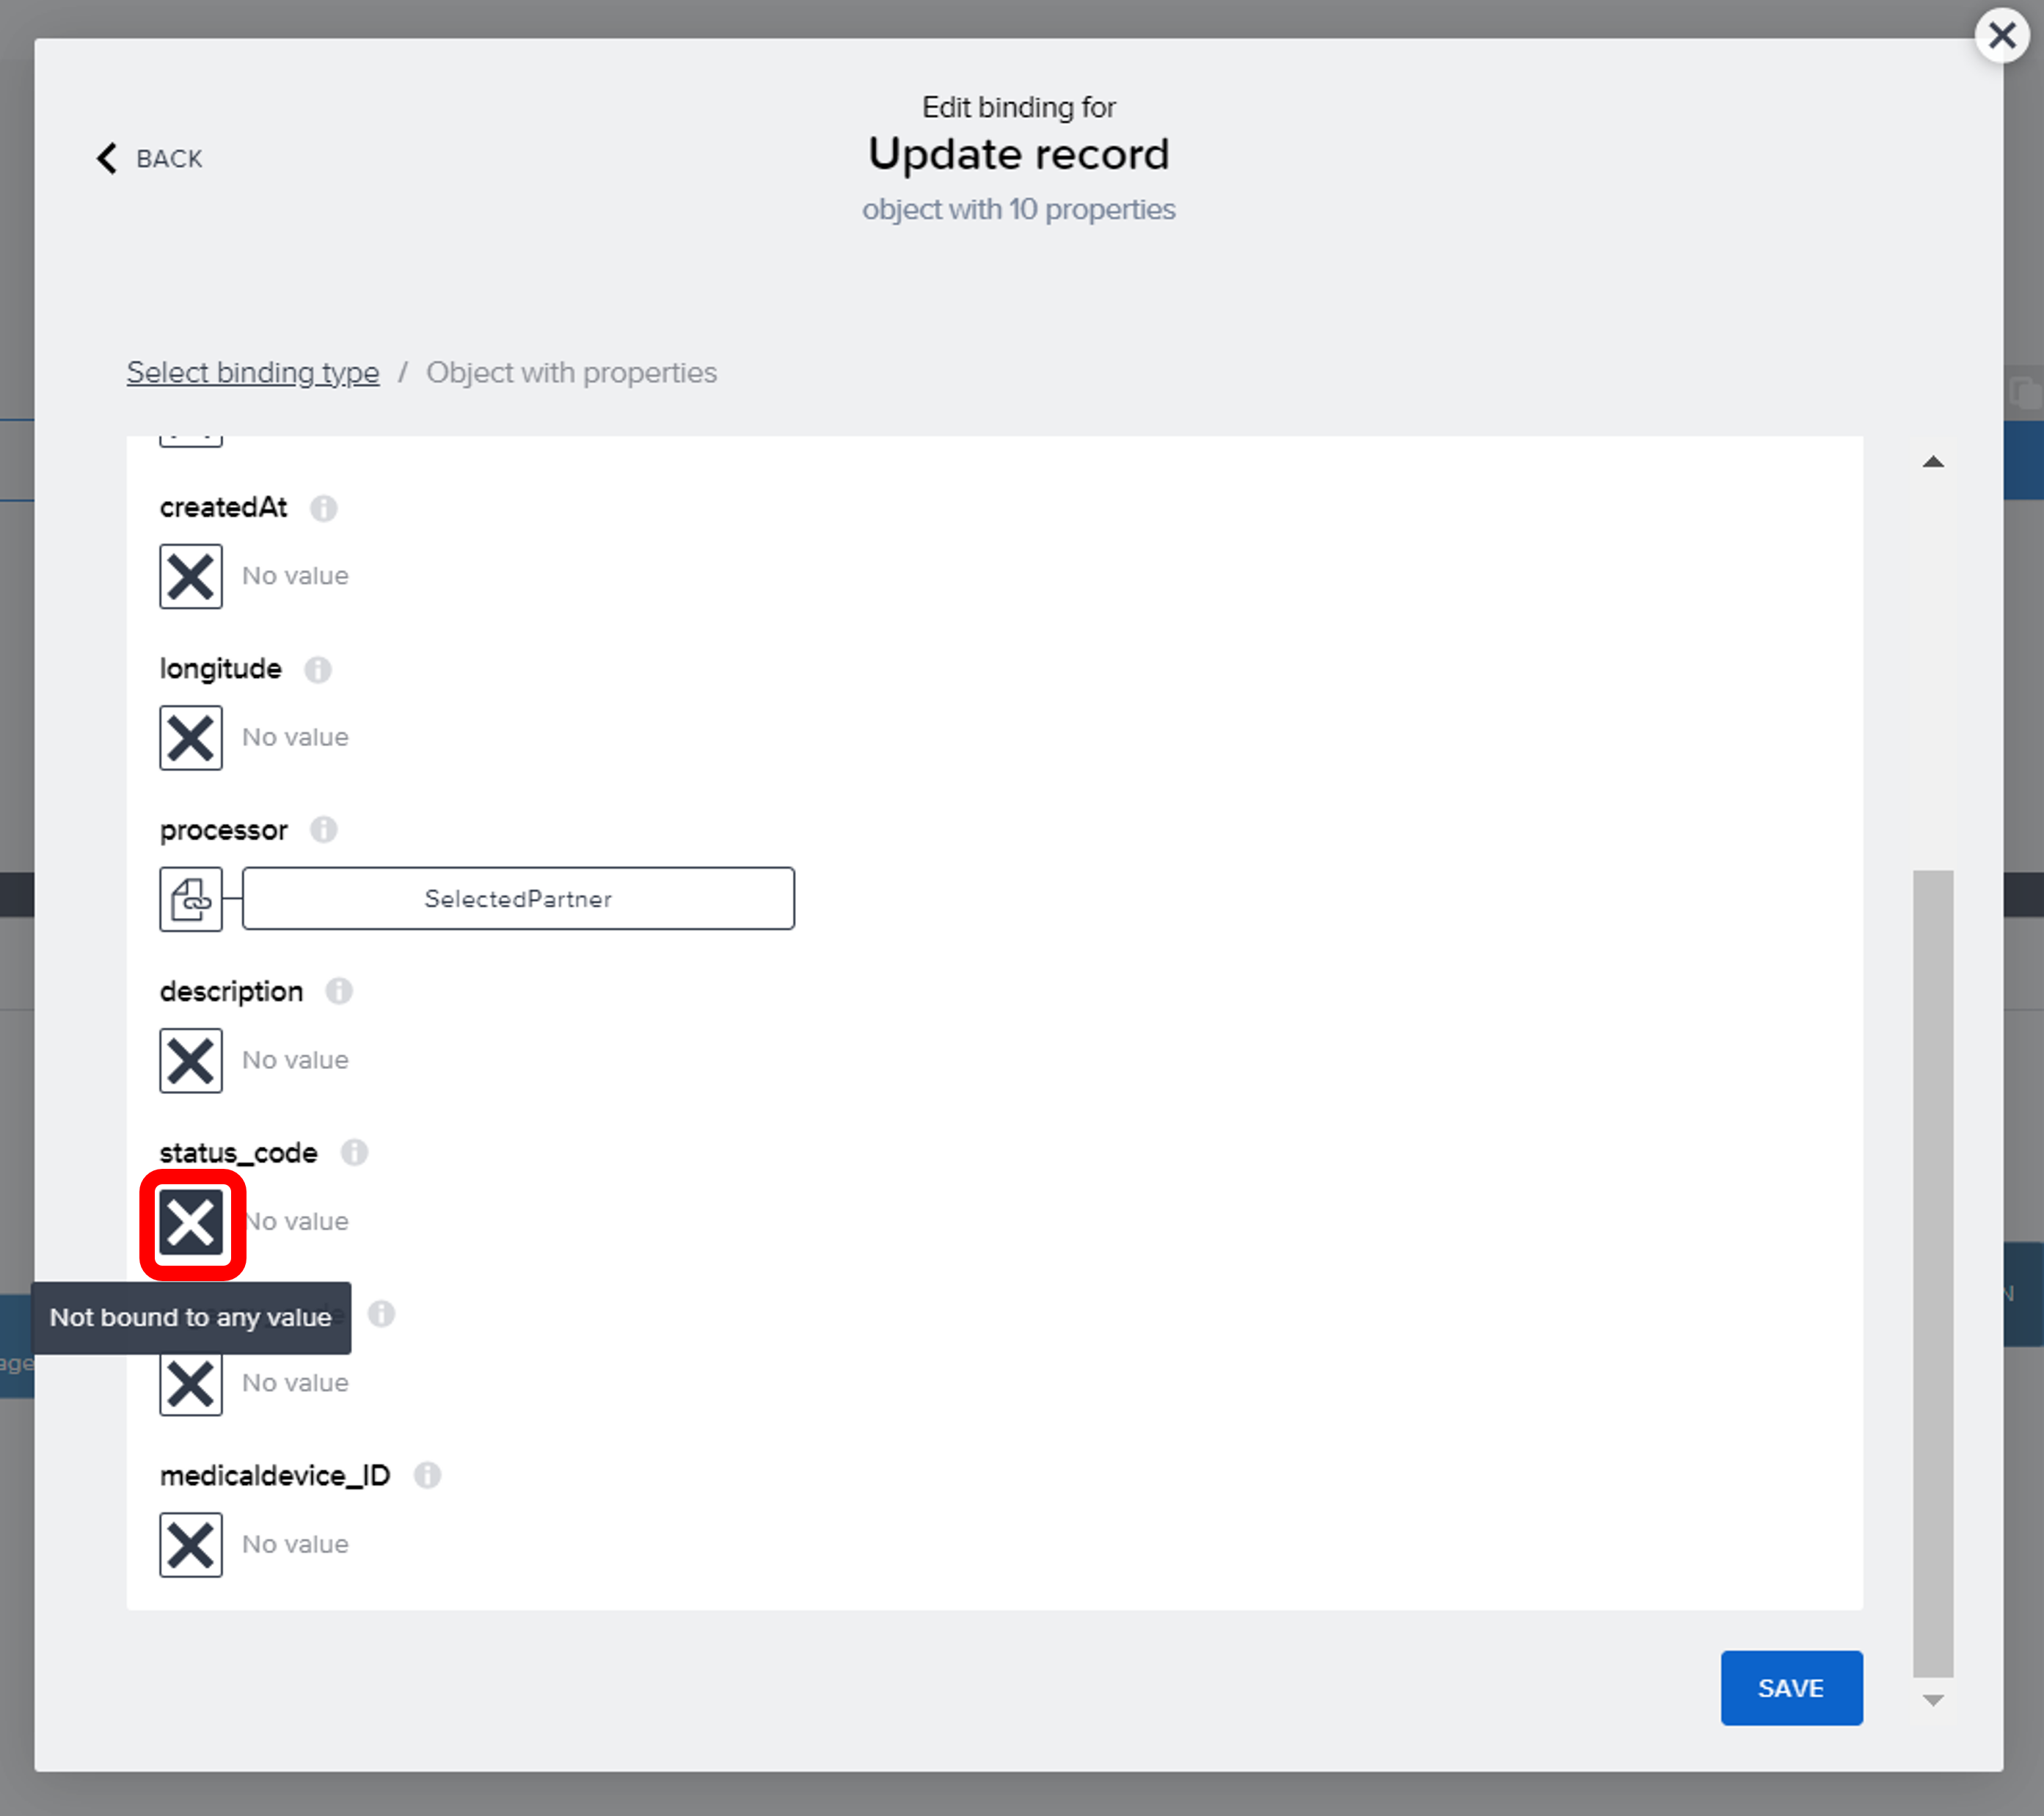 Edit binding for
BACK
Update record
object with 10 properties
Select binding type / Object with properties
createdAt
No value
longitude
No value
processor
SelectedPartner
description
No value
status_code
No value
Not bound to any value
No value
medicaldevice_ID
No value
SAVE